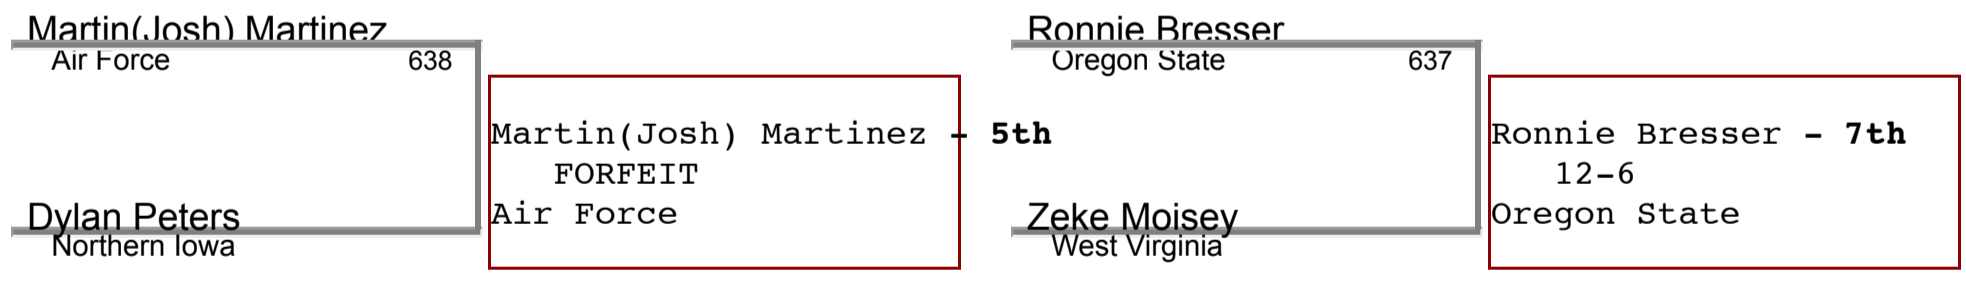 Martin(Josh) Martinez
Air Force 638
Martin(Josh) Martinez - 5th
FORFEIT
Air Force
Dylan Peters
Northern Iowa
Ronnie Bresser
Oregon State 637
Ronnie Bresser - 7th
12-6
Oregon State
Zeke Moisey
West Virginia